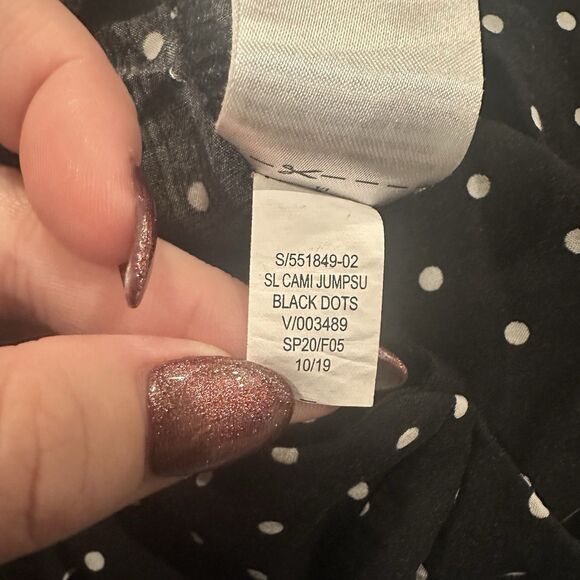 S/551849-02
SL CAMI JUMPSU
BLACK DOTS
V/003489
SP20/F05
10/19